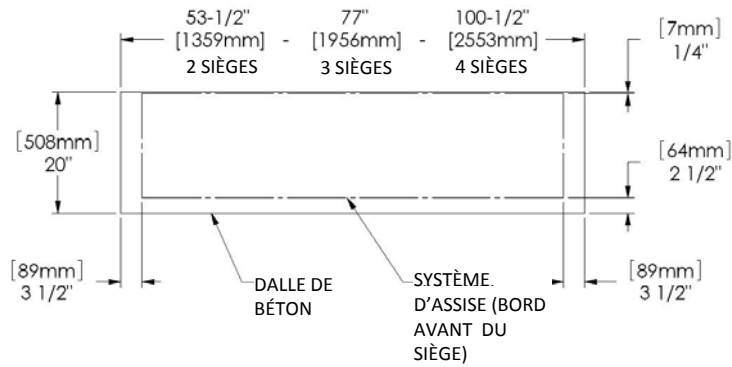 53-1/2" 77" 100-1/2"
[1359mm] - [1956mm] - [2553mm]
2 SIÈGES 3 SIÈGES 4 SIÈGES
[7mm]
1/4"
[508mm]
20"
[64mm]
2 1/2"
[89mm]
3 1/2"
DALLE DE
BÉTON
SYSTÈME.
D'ASSISE (BORD
AVANT DU
SIÈGE)
[89mm]
3 1/2"